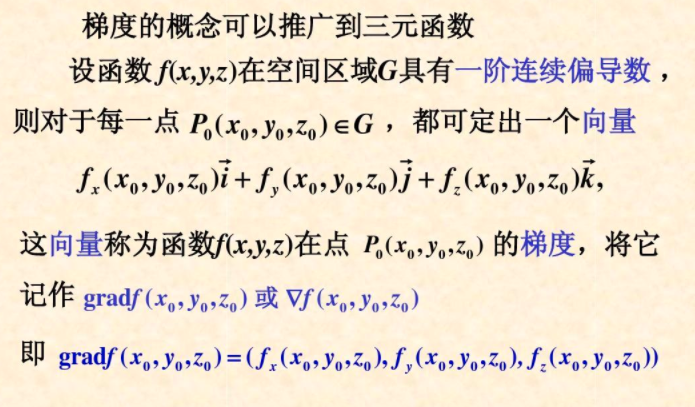 梯度的概念可以推广到三元函数
设函数f(x,y,z)在空间区域G具有一阶连续偏导数，
则对于每一点 P₀(x₀,y₀,z₀)∈G ，都可定出一个向量
fₓ(x₀,y₀,z₀)i⃗+f_y(x₀,y₀,z₀)j⃗+f_z(x₀,y₀,z₀)k⃗,
这向量称为函数f(x,y,z)在点 P₀(x₀,y₀,z₀) 的梯度，将它
记作 gradf(x₀,y₀,z₀) 或 ∇f(x₀,y₀,z₀)
即 gradf(x₀,y₀,z₀)=(fₓ(x₀,y₀,z₀),f_y(x₀,y₀,z₀),f_z(x₀,y₀,z₀))